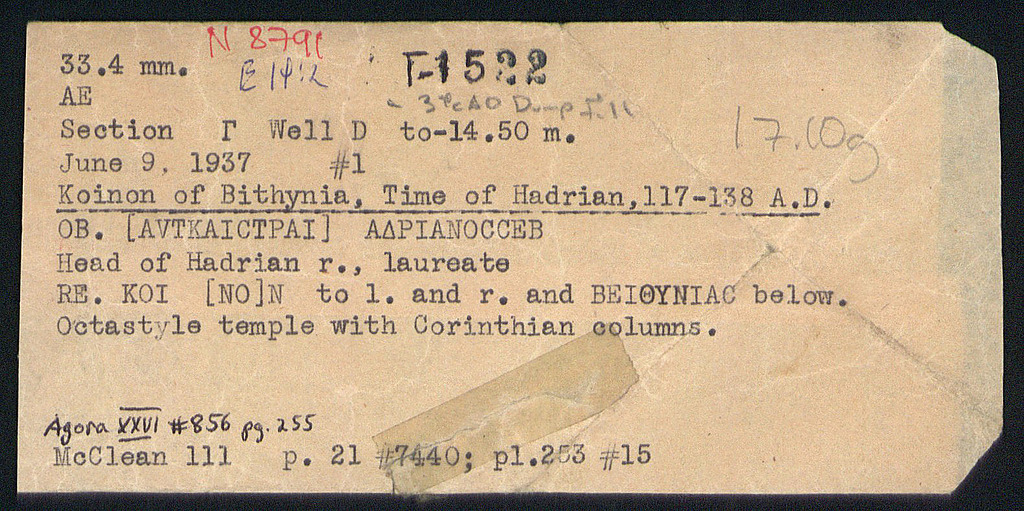 N 8791
33.4 mm. E 14:2 Γ-1522
AE
3rd c AD Dump
Section Γ Well D to-14.50 m. 17.10g
June 9, 1937 #1
Koinon of Bithynia, Time of Hadrian,117-138 A.D.
OB. [AVTKAICTPAI] AΔPIANOCCEB
Head of Hadrian r., laureate
RE. KOI [NO]N to l. and r. and BEIΘYNIAC below.
Octastyle temple with Corinthian columns.
Agora XXVI #856 pg. 255
McClean 111 p. 21 #7440; pl.253 #15